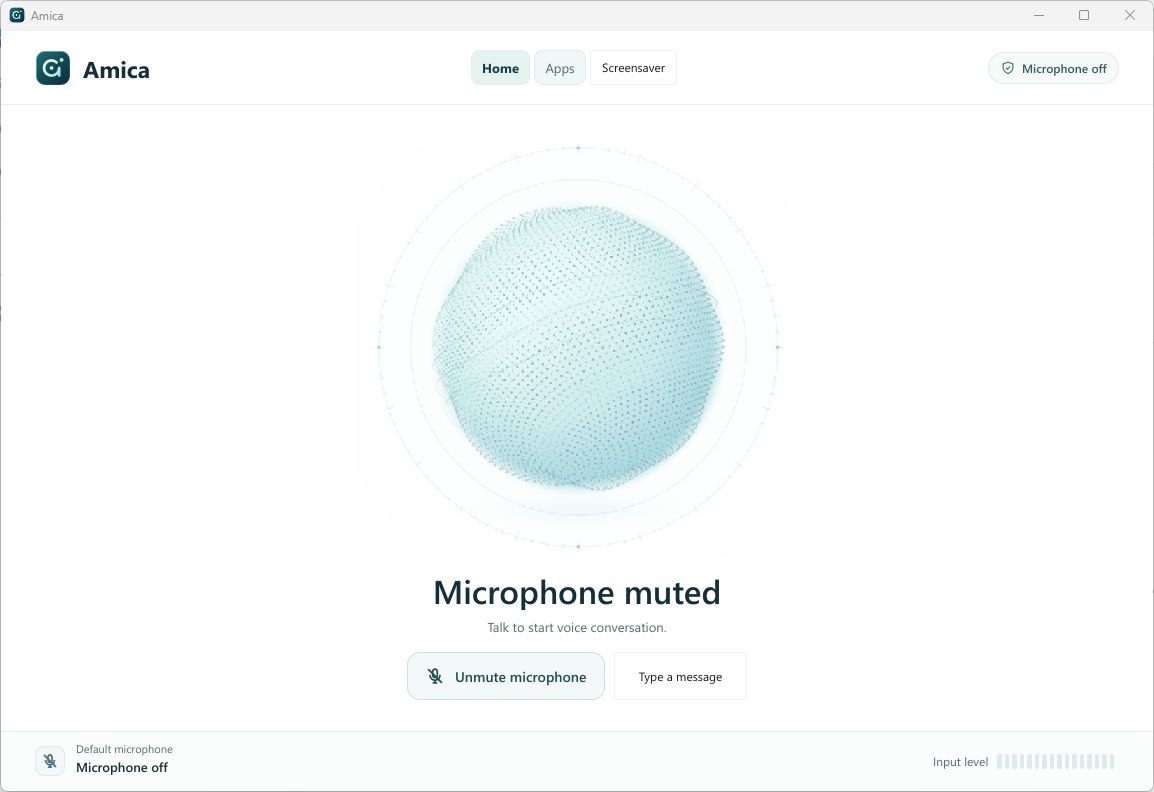 Amica
Amica
Home
Apps
Screensaver
Microphone off
Microphone muted
Talk to start voice conversation.
Unmute microphone
Type a message
Default microphone
Microphone off
Input level